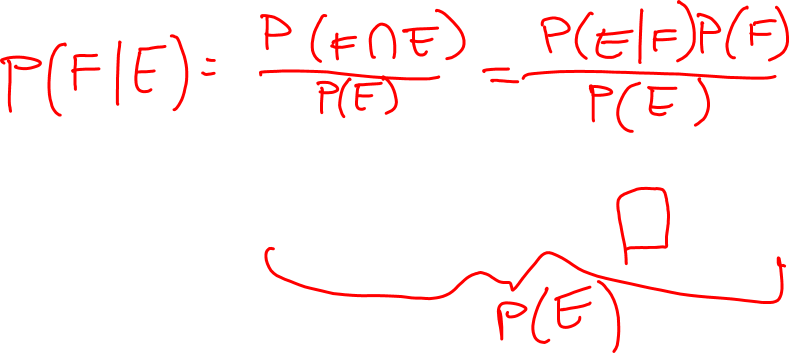 P(F|E) = P(F∩E)/P(E) = P(E|F)P(F)/P(E)
P(E)